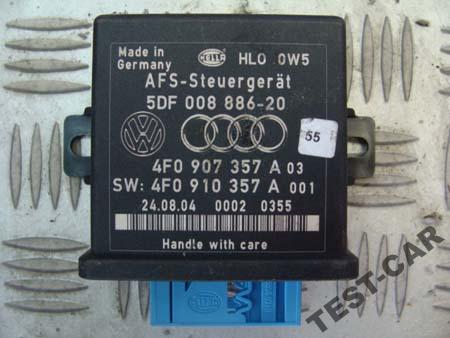 Made in
Germany
HELLA
HLO 0W5
AFS-Steuergerät
5DF 008 886-20
55
4F0 907 357 A 03
SW: 4F0 910 357 A 001
24.08.04 0002 0355
Handle with care
TEST-CAR